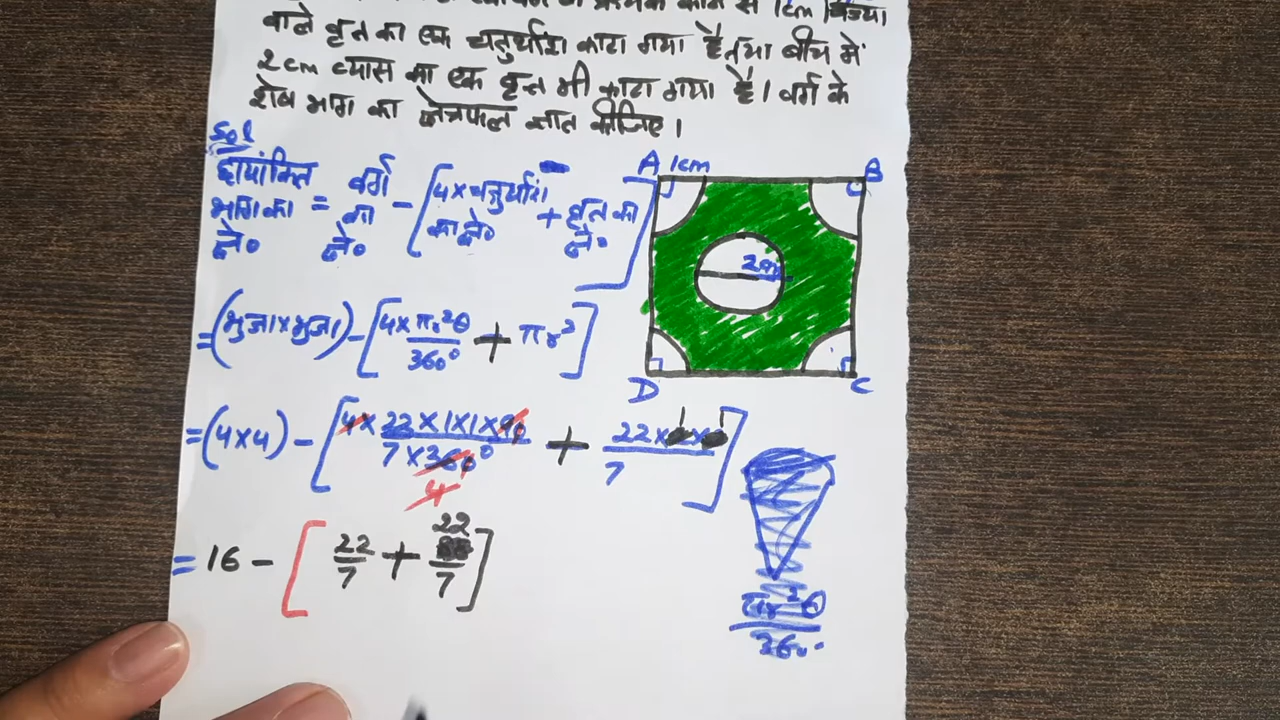 प्रत्येक कोने से 1cm त्रिज्या
वाले वृत्त का एक चतुर्थांश काटा गया है तथा बीच में
2cm व्यास का एक वृत्त भी काटा गया है। वर्ग के
शेष भाग का क्षेत्रफल ज्ञात कीजिए।
Sol
छायांकित भाग का क्षे० = वर्ग का क्षे० - [4×चतुर्थांश का क्षे० + वृत्त का क्षे०]
A 1cm B
2cm
D C
=(भुजा×भुजा)-[4×πr²θ/360° + πr²]
=(4×4)-[4×22×1×1×90/7×360° + 22×1×1/7]
4
=16-[22/7 + 22/7]
πr²θ/360°